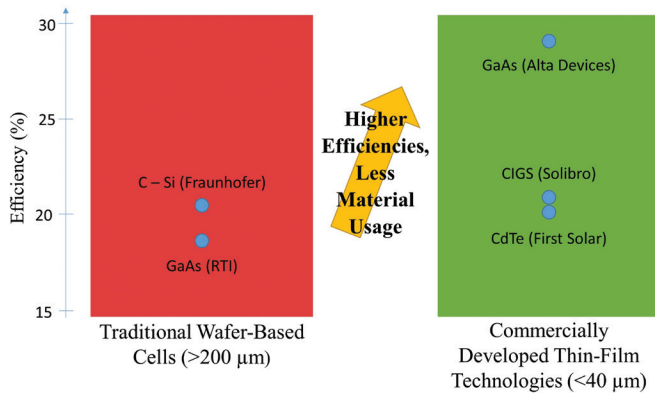 Efficiency (%)
30
25
20
15
C – Si (Fraunhofer)
GaAs (RTI)
Traditional Wafer-Based
Cells (>200 µm)
Higher
Efficiencies,
Less
Material
Usage
GaAs (Alta Devices)
CIGS (Solibro)
CdTe (First Solar)
Commercially
Developed Thin-Film
Technologies (<40 µm)